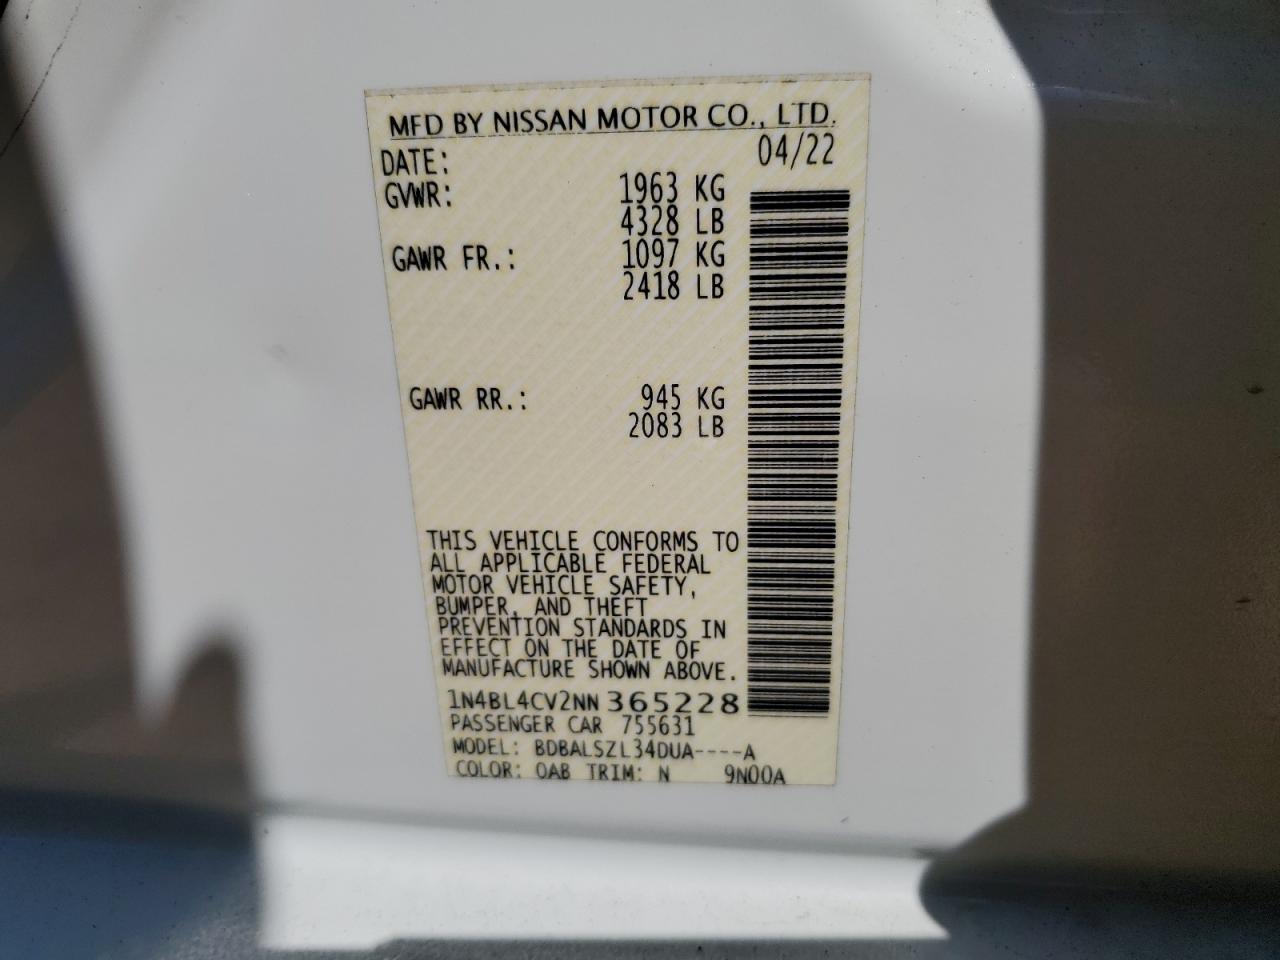 MFD BY NISSAN MOTOR CO., LTD.
DATE: 04/22
GVWR: 1963 KG
4328 LB
GAWR FR.: 1097 KG
2418 LB
GAWR RR.: 945 KG
2083 LB
THIS VEHICLE CONFORMS TO
ALL APPLICABLE FEDERAL
MOTOR VEHICLE SAFETY,
BUMPER, AND THEFT
PREVENTION STANDARDS IN
EFFECT ON THE DATE OF
MANUFACTURE SHOWN ABOVE.
1N4BL4CV2NN365228
PASSENGER CAR 755631
MODEL: BDBALSZL34DUA----A
COLOR: QAB TRIM: N 9N00A